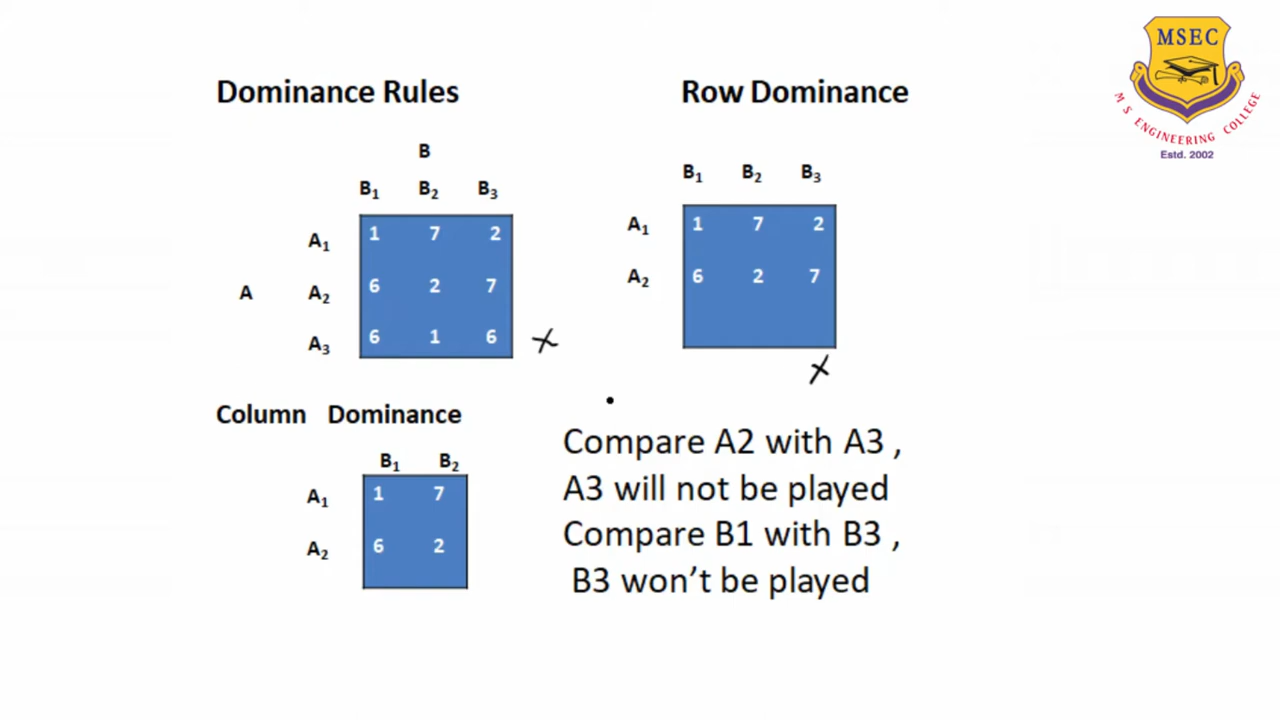 MSEC
M S ENGINEERING COLLEGE
Estd. 2002
Dominance Rules
B
B₁ B₂ B₃
A₁ 1 7 2
A A₂ 6 2 7
A₃ 6 1 6 X
Row Dominance
B₁ B₂ B₃
A₁ 1 7 2
A₂ 6 2 7
X
Column Dominance
B₁ B₂
A₁ 1 7
A₂ 6 2
Compare A2 with A3 ,
A3 will not be played
Compare B1 with B3 ,
B3 won’t be played